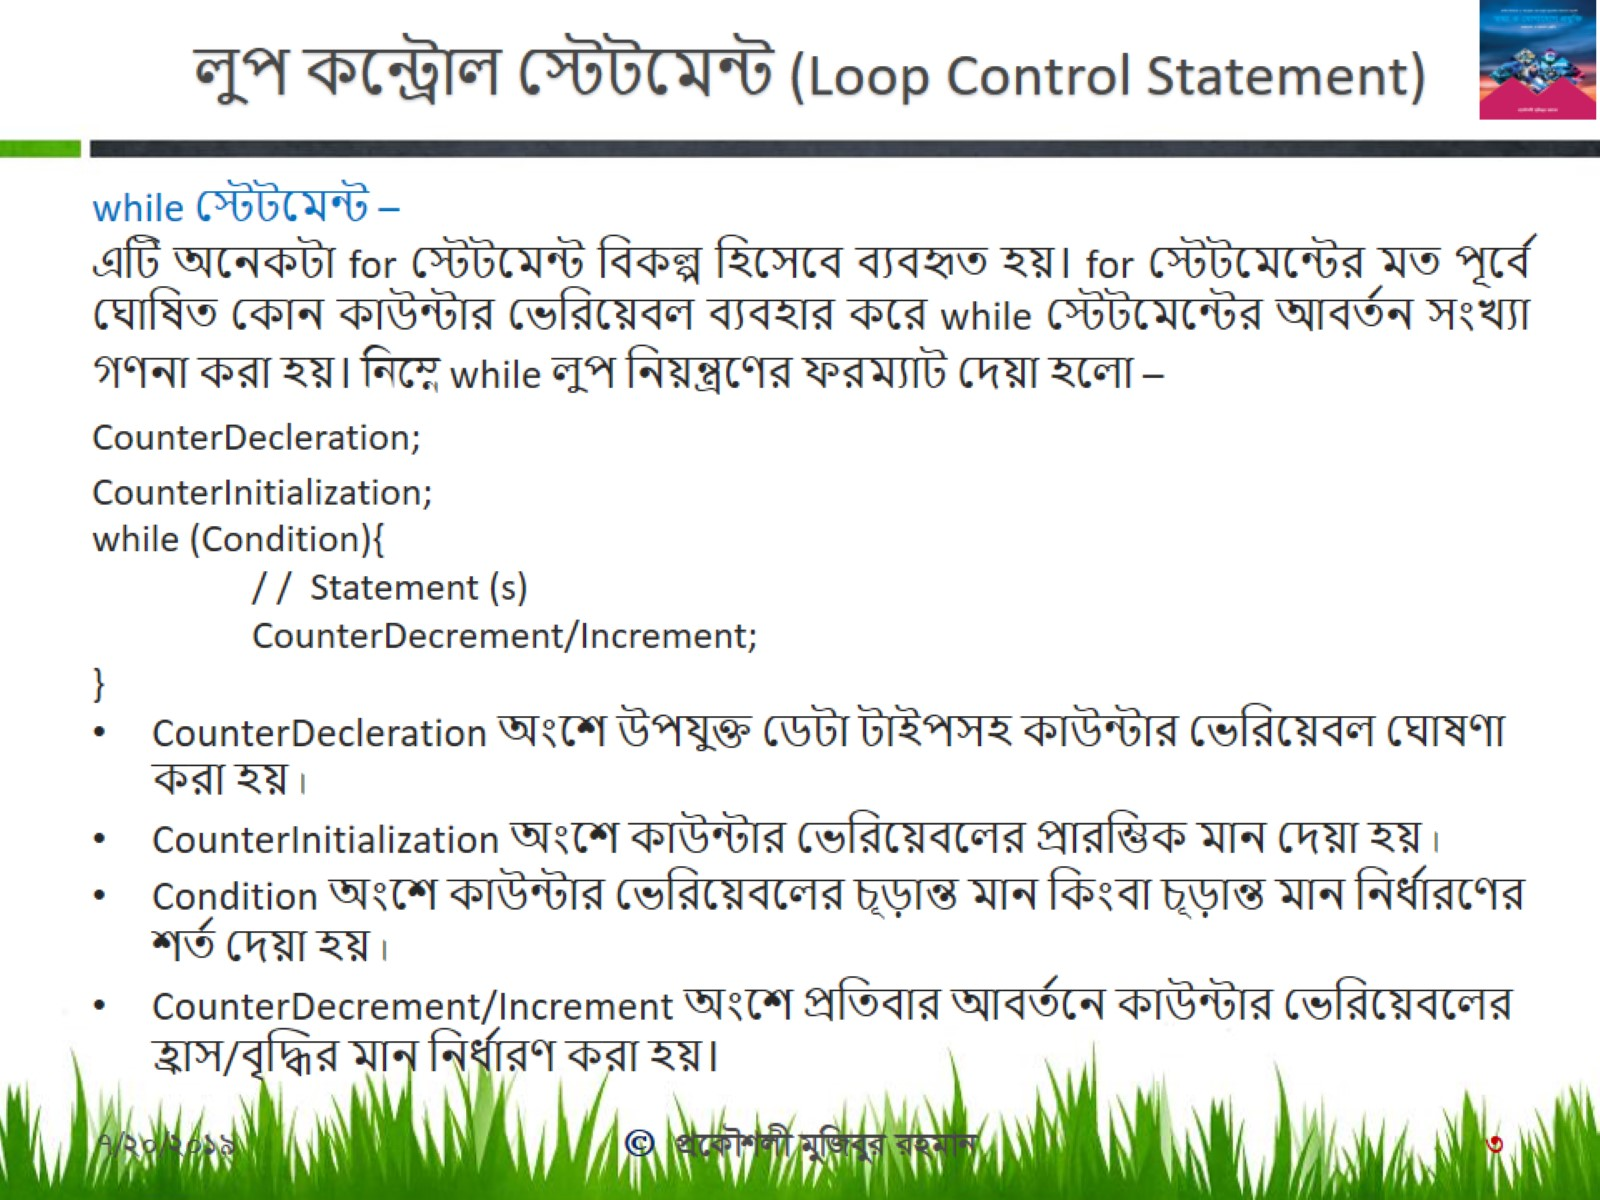 লুপ কন্ট্রোল স্টেটমেন্ট (Loop Control Statement)
while স্টেটমেন্ট –
এটি অনেকটা for স্টেটমেন্ট বিকল্প হিসেবে ব্যবহৃত হয়। for স্টেটমেন্টের মত পূর্বে
ঘোষিত কোন কাউন্টার ভেরিয়েবল ব্যবহার করে while স্টেটমেন্টের আবর্তন সংখ্যা
গণনা করা হয়। নিম্নে while লুপ নিয়ন্ত্রণের ফরম্যাট দেয়া হলো –
CounterDecleration;
CounterInitialization;
while (Condition){
/ / Statement (s)
CounterDecrement/Increment;
}
• CounterDecleration অংশে উপযুক্ত ডেটা টাইপসহ কাউন্টার ভেরিয়েবল ঘোষণা
করা হয়।
• CounterInitialization অংশে কাউন্টার ভেরিয়েবলের প্রারম্ভিক মান দেয়া হয়।
• Condition অংশে কাউন্টার ভেরিয়েবলের চূড়ান্ত মান কিংবা চূড়ান্ত মান নির্ধারণের
শর্ত দেয়া হয়।
• CounterDecrement/Increment অংশে প্রতিবার আবর্তনে কাউন্টার ভেরিয়েবলের
হ্রাস/বৃদ্ধির মান নির্ধারণ করা হয়।
৭/২০/২০১৯
© প্রকৌশলী মুজিবুর রহমান
৩